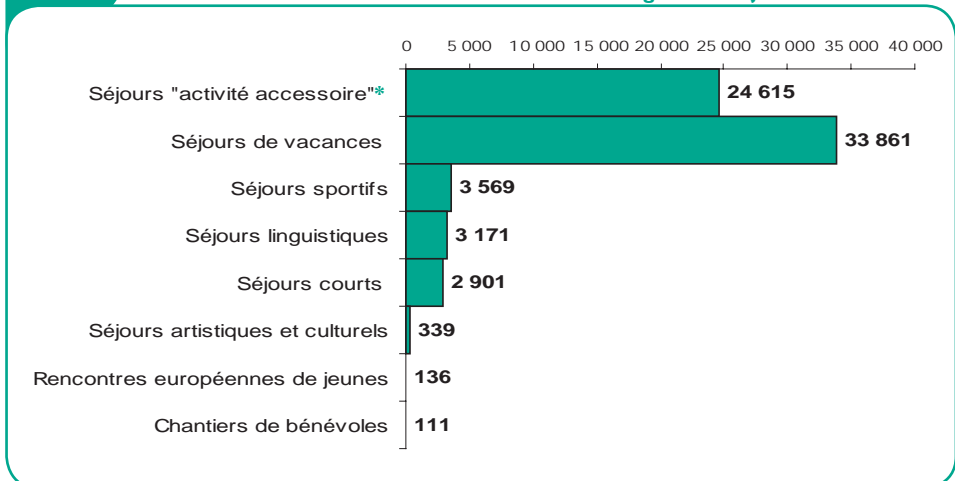 0 5 000 10 000 15 000 20 000 25 000 30 000 35 000 40 000
Séjours "activité accessoire"* 24 615
Séjours de vacances 33 861
Séjours sportifs 3 569
Séjours linguistiques 3 171
Séjours courts 2 901
Séjours artistiques et culturels 339
Rencontres européennes de jeunes 136
Chantiers de bénévoles 111